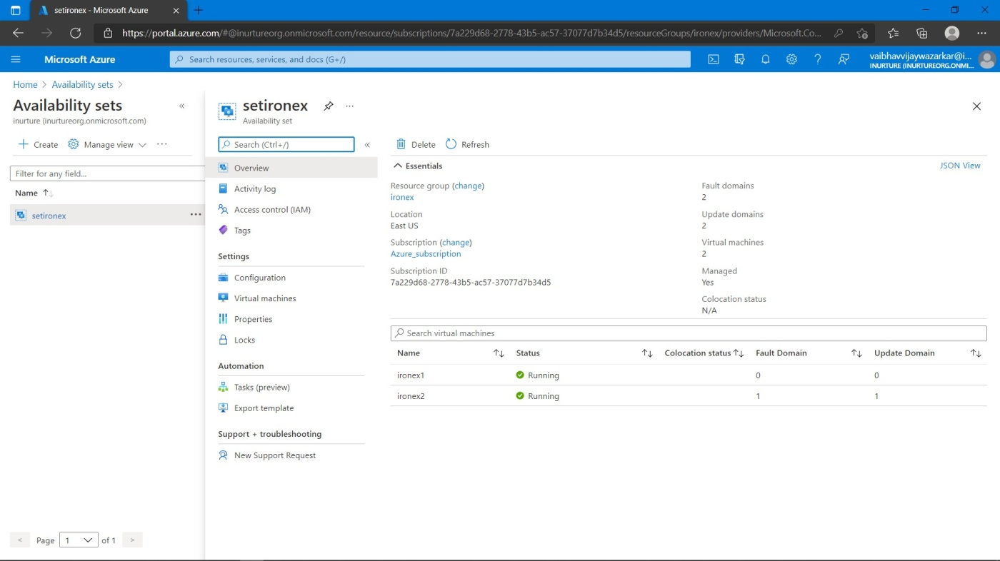 setironex - Microsoft Azure
https://portal.azure.com/#@inurtureorg.onmicrosoft.com/resource/subscriptions/7a229d68-2778-43b5-ac57-37077d7b34d5/resourceGroups/ironex/providers/Microsoft.Co...
Microsoft Azure
Search resources, services, and docs (G+/)
vaibhavvijaywazarkar@i...
INURTURE (INURTUREORG.ONMI...
Home > Availability sets >
Availability sets
inurture (inurtureorg.onmicrosoft.com)
Create Manage view ...
Filter for any field...
Name
setironex ...
Page 1 of 1
setironex ...
Availability set
Search (Ctrl+/)
Overview
Activity log
Access control (IAM)
Tags
Settings
Configuration
Virtual machines
Properties
Locks
Automation
Tasks (preview)
Export template
Support + troubleshooting
New Support Request
Delete Refresh
Essentials
JSON View
Resource group (change)
ironex
Location
East US
Subscription (change)
Azure_subscription
Subscription ID
7a229d68-2778-43b5-ac57-37077d7b34d5
Fault domains
2
Update domains
2
Virtual machines
2
Managed
Yes
Colocation status
N/A
Search virtual machines
Name Status Colocation status Fault Domain Update Domain
ironex1 Running 0 0
ironex2 Running 1 1